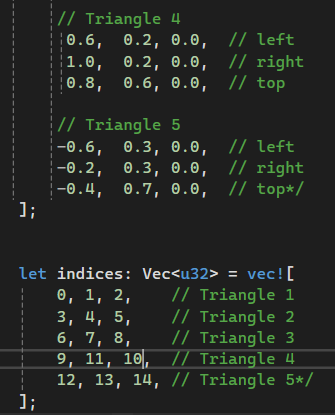 // Triangle 4
0.6, 0.2, 0.0, // left
1.0, 0.2, 0.0, // right
0.8, 0.6, 0.0, // top
// Triangle 5
-0.6, 0.3, 0.0, // left
-0.2, 0.3, 0.0, // right
-0.4, 0.7, 0.0, // top*/
];
let indices: Vec<u32> = vec![
0, 1, 2, // Triangle 1
3, 4, 5, // Triangle 2
6, 7, 8, // Triangle 3
9, 11, 10, // Triangle 4
12, 13, 14, // Triangle 5*/
];